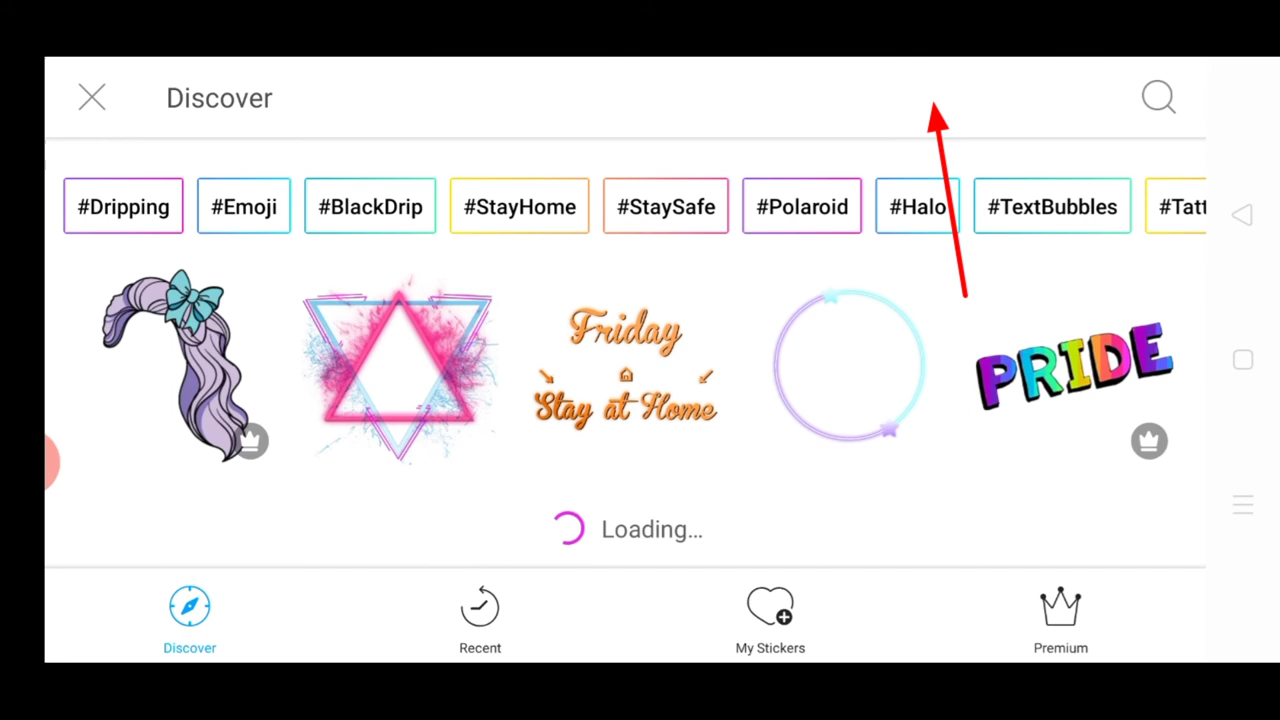 Discover
#Dripping #Emoji #BlackDrip #StayHome #StaySafe #Polaroid #Halo #TextBubbles #Tatt
Friday
Stay at Home
PRIDE
Loading...
Discover Recent My Stickers Premium